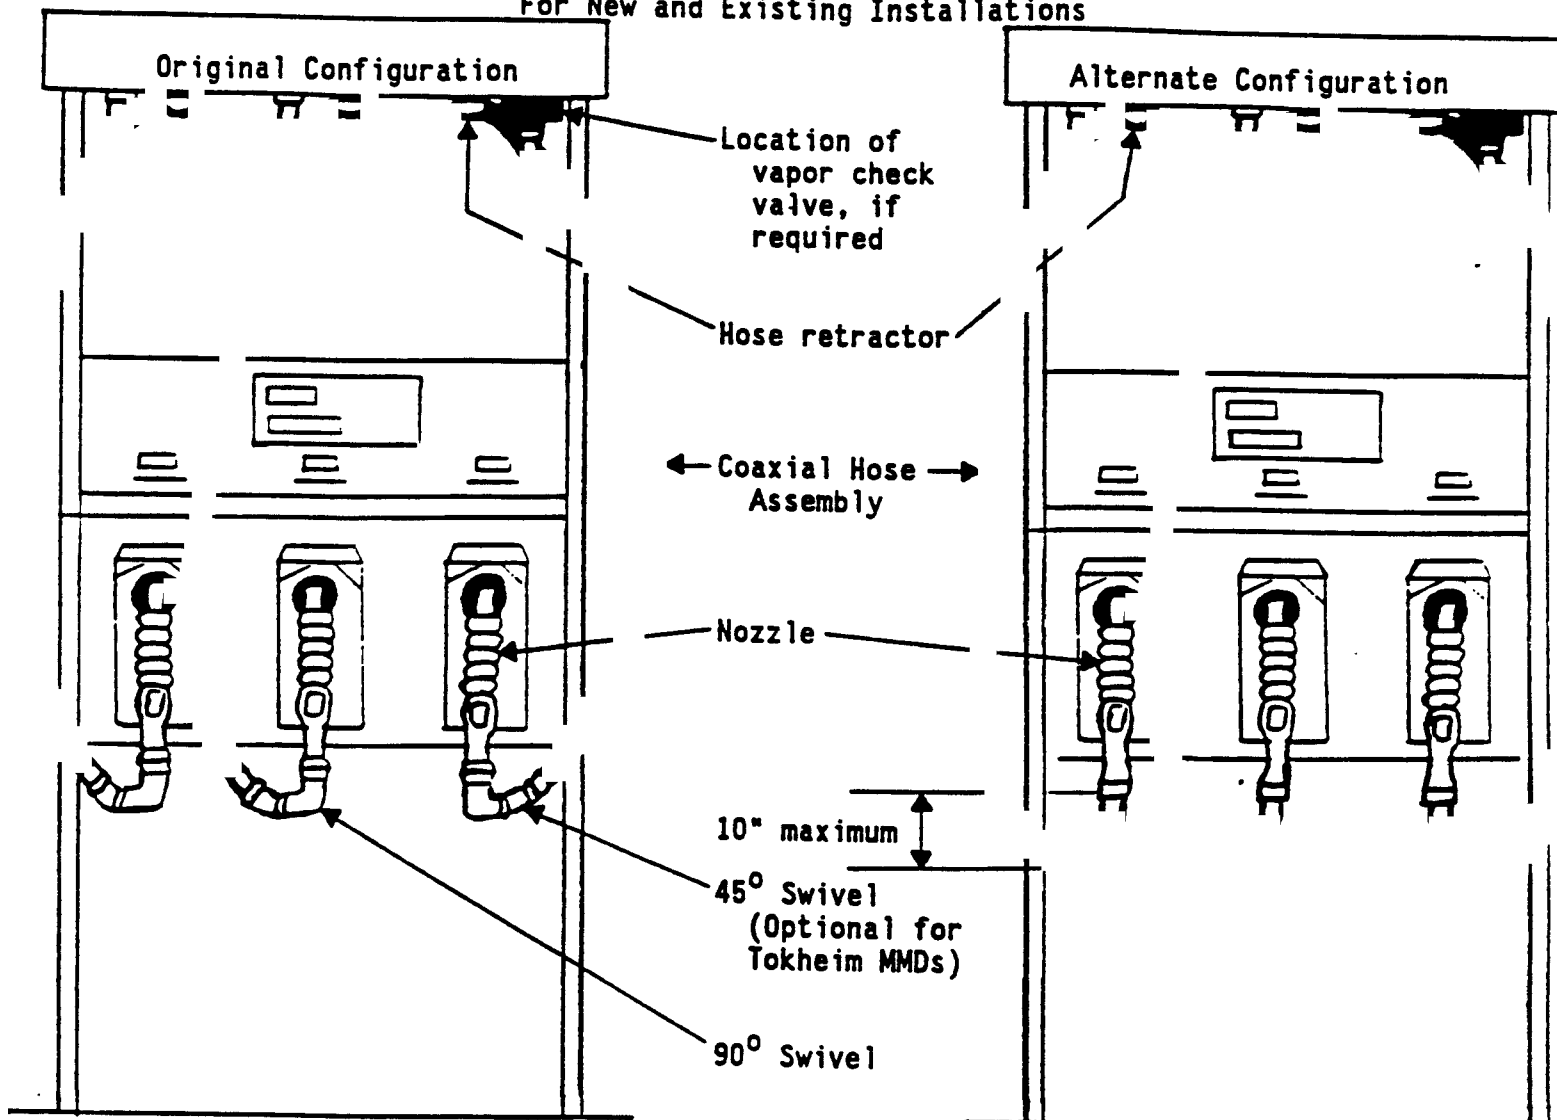 For New and Existing Installations
Original Configuration
Alternate Configuration
Location of
vapor check
valve, if
required
Hose retractor
Coaxial Hose
Assembly
Nozzle
10" maximum
45° Swivel
(Optional for
Tokheim MMDs)
90° Swivel